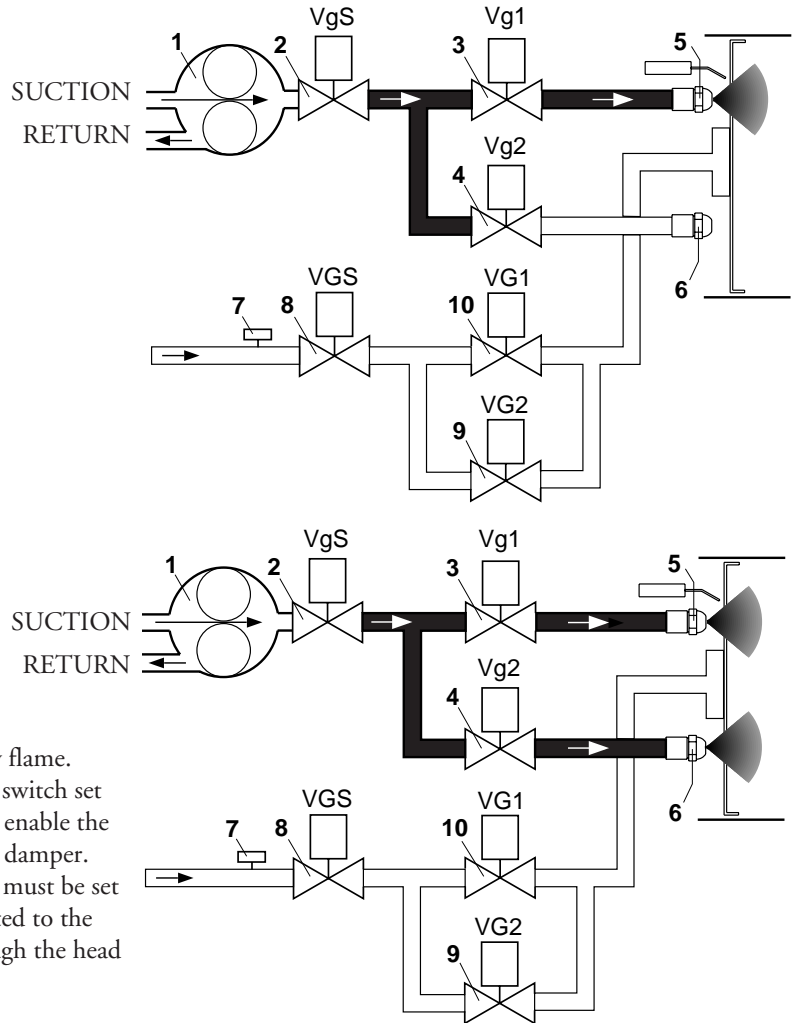 VgS Vg1
1 2 3 5
SUCTION
RETURN
Vg2
4
6
VGS VG1
7 8 10
VG2
9
VgS Vg1
1 2 3 5
SUCTION
RETURN
Vg2
4
flame.
switch set
enable the
damper.
must be set
to the
the head
6
VGS VG1
7 8 10
VG2
9